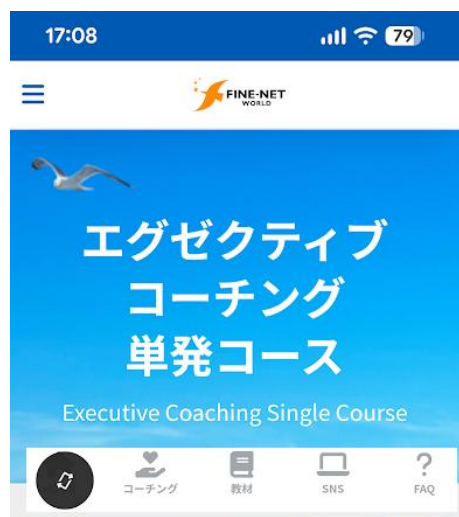 17:08
79
FINE-NET
WORLD
エグゼクティブ
コーチング
単発コース
Executive Coaching Single Course
コーチング
教材
SNS
?
FAQ